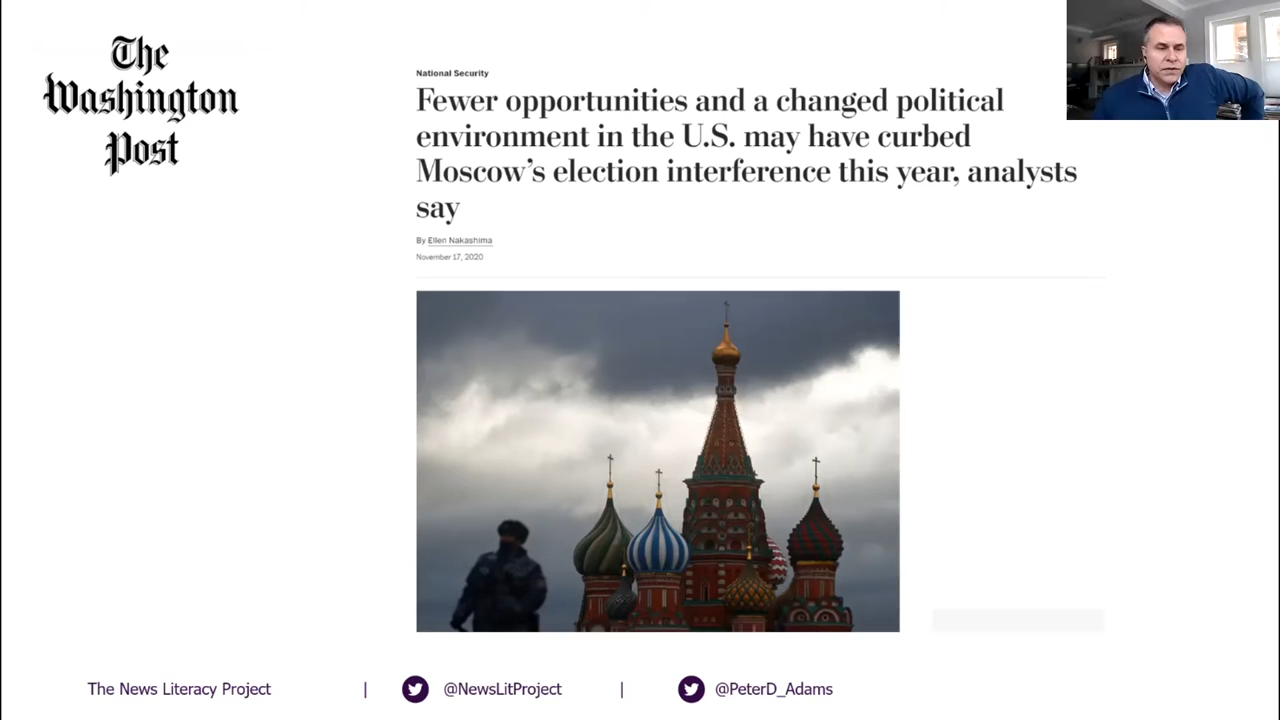 The
Washington
Post
National Security
Fewer opportunities and a changed political
environment in the U.S. may have curbed
Moscow’s election interference this year, analysts
say
By Ellen Nakashima
November 17, 2020
The News Literacy Project | @NewsLitProject | @PeterD_Adams